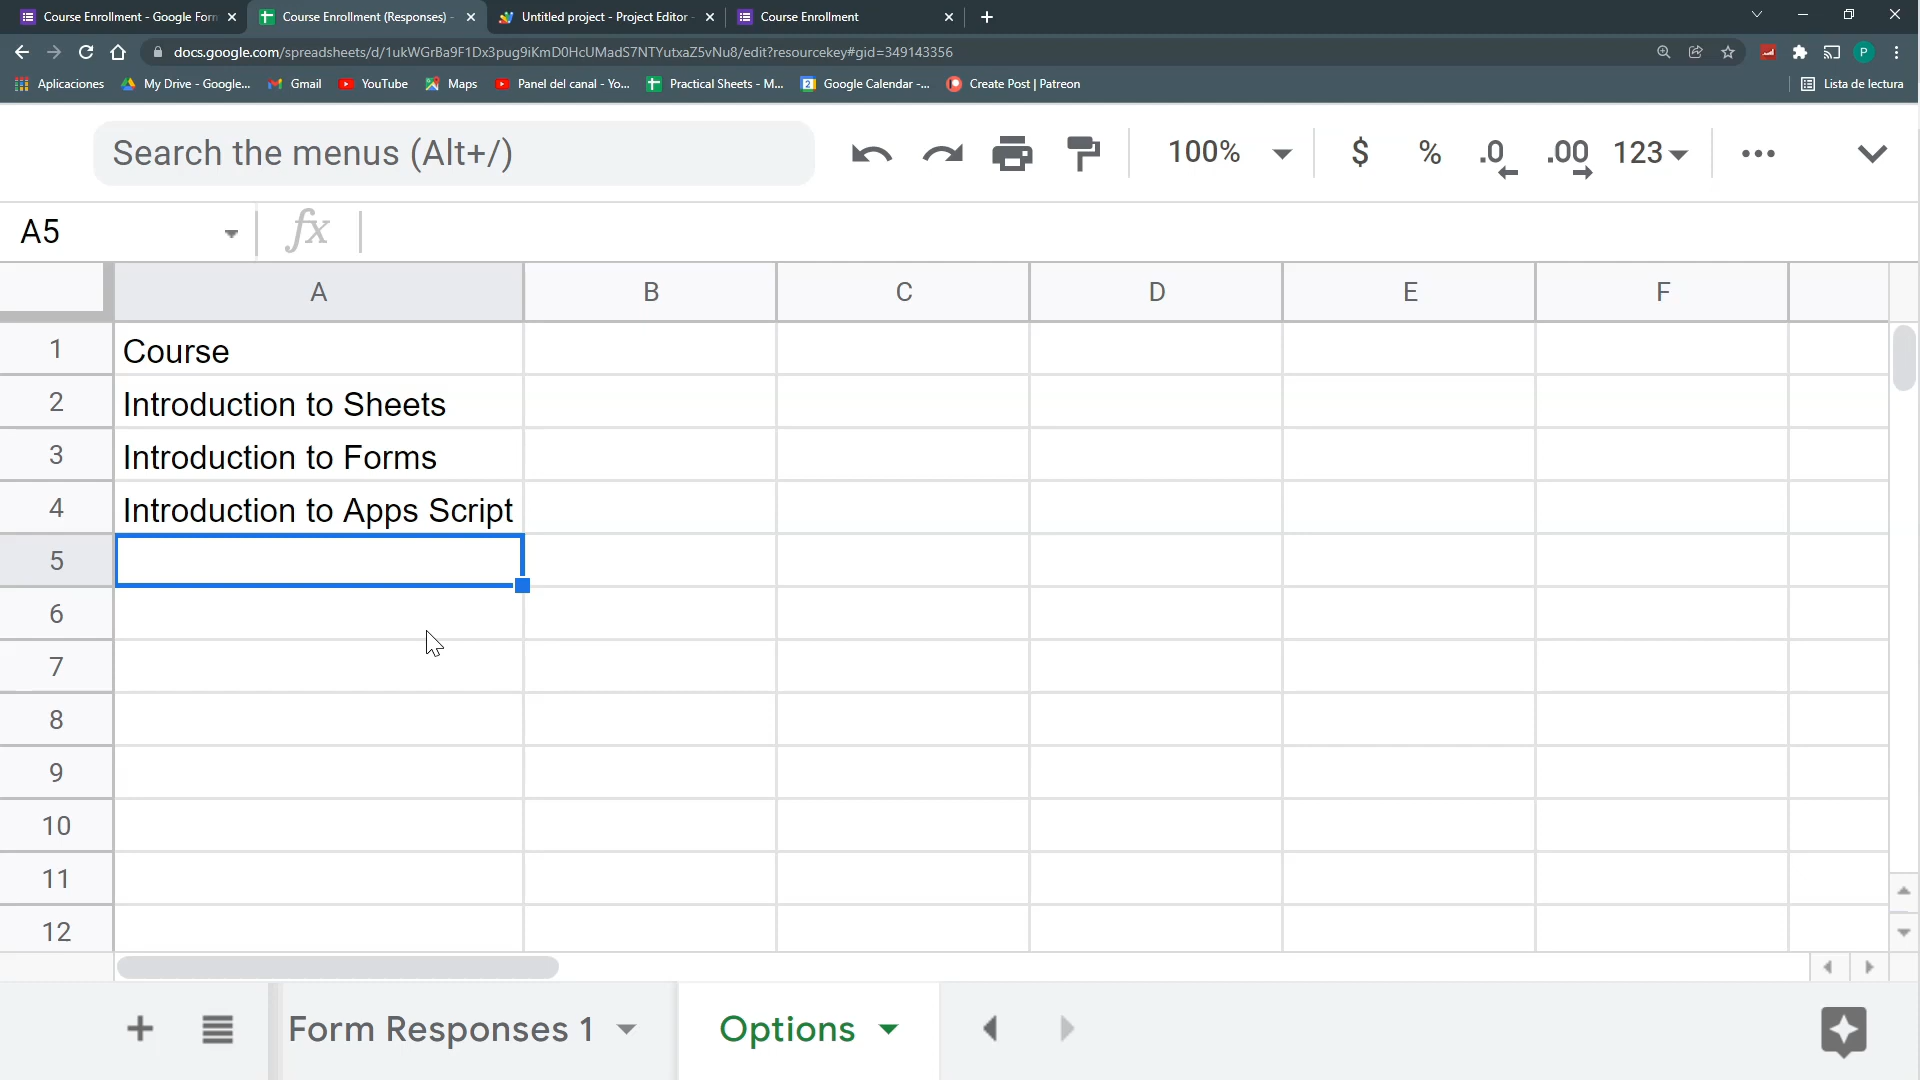 Course Enrollment - Google Form
Course Enrollment (Responses) -
Untitled project - Project Editor -
Course Enrollment
docs.google.com/spreadsheets/d/1ukWGrBa9F1Dx3pug9iKmD0HcUMadS7NTYutxaZ5vNu8/edit?resourcekey#gid=349143356
P
Aplicaciones
My Drive - Google...
Gmail
YouTube
Maps
Panel del canal - Yo...
Practical Sheets - M...
2
Google Calendar -...
Create Post | Patreon
Lista de lectura
Search the menus (Alt+/)
100%
$
%
.0
.00
123
A5
fx
A B C D E F
1 Course
2 Introduction to Sheets
3 Introduction to Forms
4 Introduction to Apps Script
5
6
7
8
9
10
11
12
Form Responses 1
Options